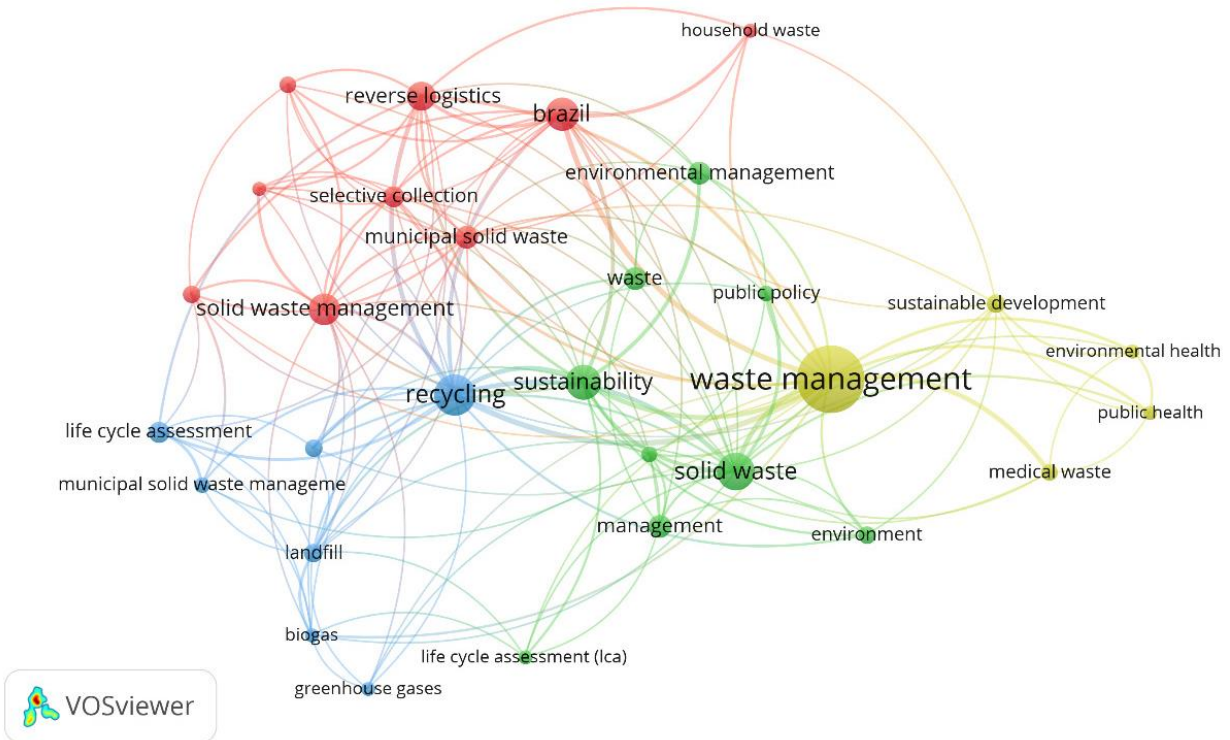 household waste
reverse logistics
brazil
environmental management
selective collection
municipal solid waste
waste
public policy
sustainable development
solid waste management
environmental health
waste management
sustainability
recycling
public health
life cycle assessment
solid waste
medical waste
municipal solid waste manageme
management
environment
landfill
biogas
life cycle assessment (lca)
greenhouse gases
VOSviewer